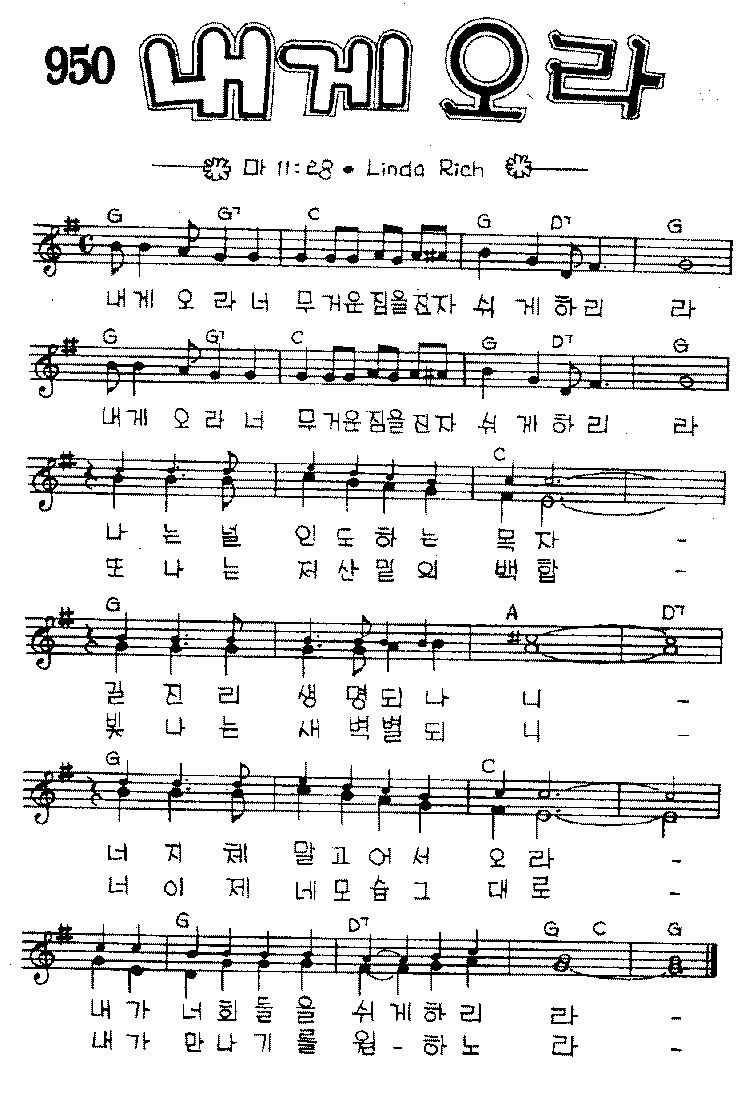 950 내게 오라
마 11:28 • Linda Rich
G G7 C G D7 G
내게 오 라 너 무거운짐을진자 쉬 게하리 라
G G7 C G D7 G
내게 오 라 너 무거운짐을진자 쉬 게하리 라
C
나 는 널 인 도 하 는 목 자 -
또 나 는 저 산 밑 의 백 합 -
G A D7
길 진 리 생 명 되 나 니 -
빛 나 는 새 벽 별 되 니 -
G C
너 지 체 말 고 어 서 오 라 -
너 이 제 네 모 습 그 대 로 -
G D7 G C G
내 가 너 희 들 을 쉬 게 하 리 라 -
내 가 만 나 기 를 원 - 하 노 라 -